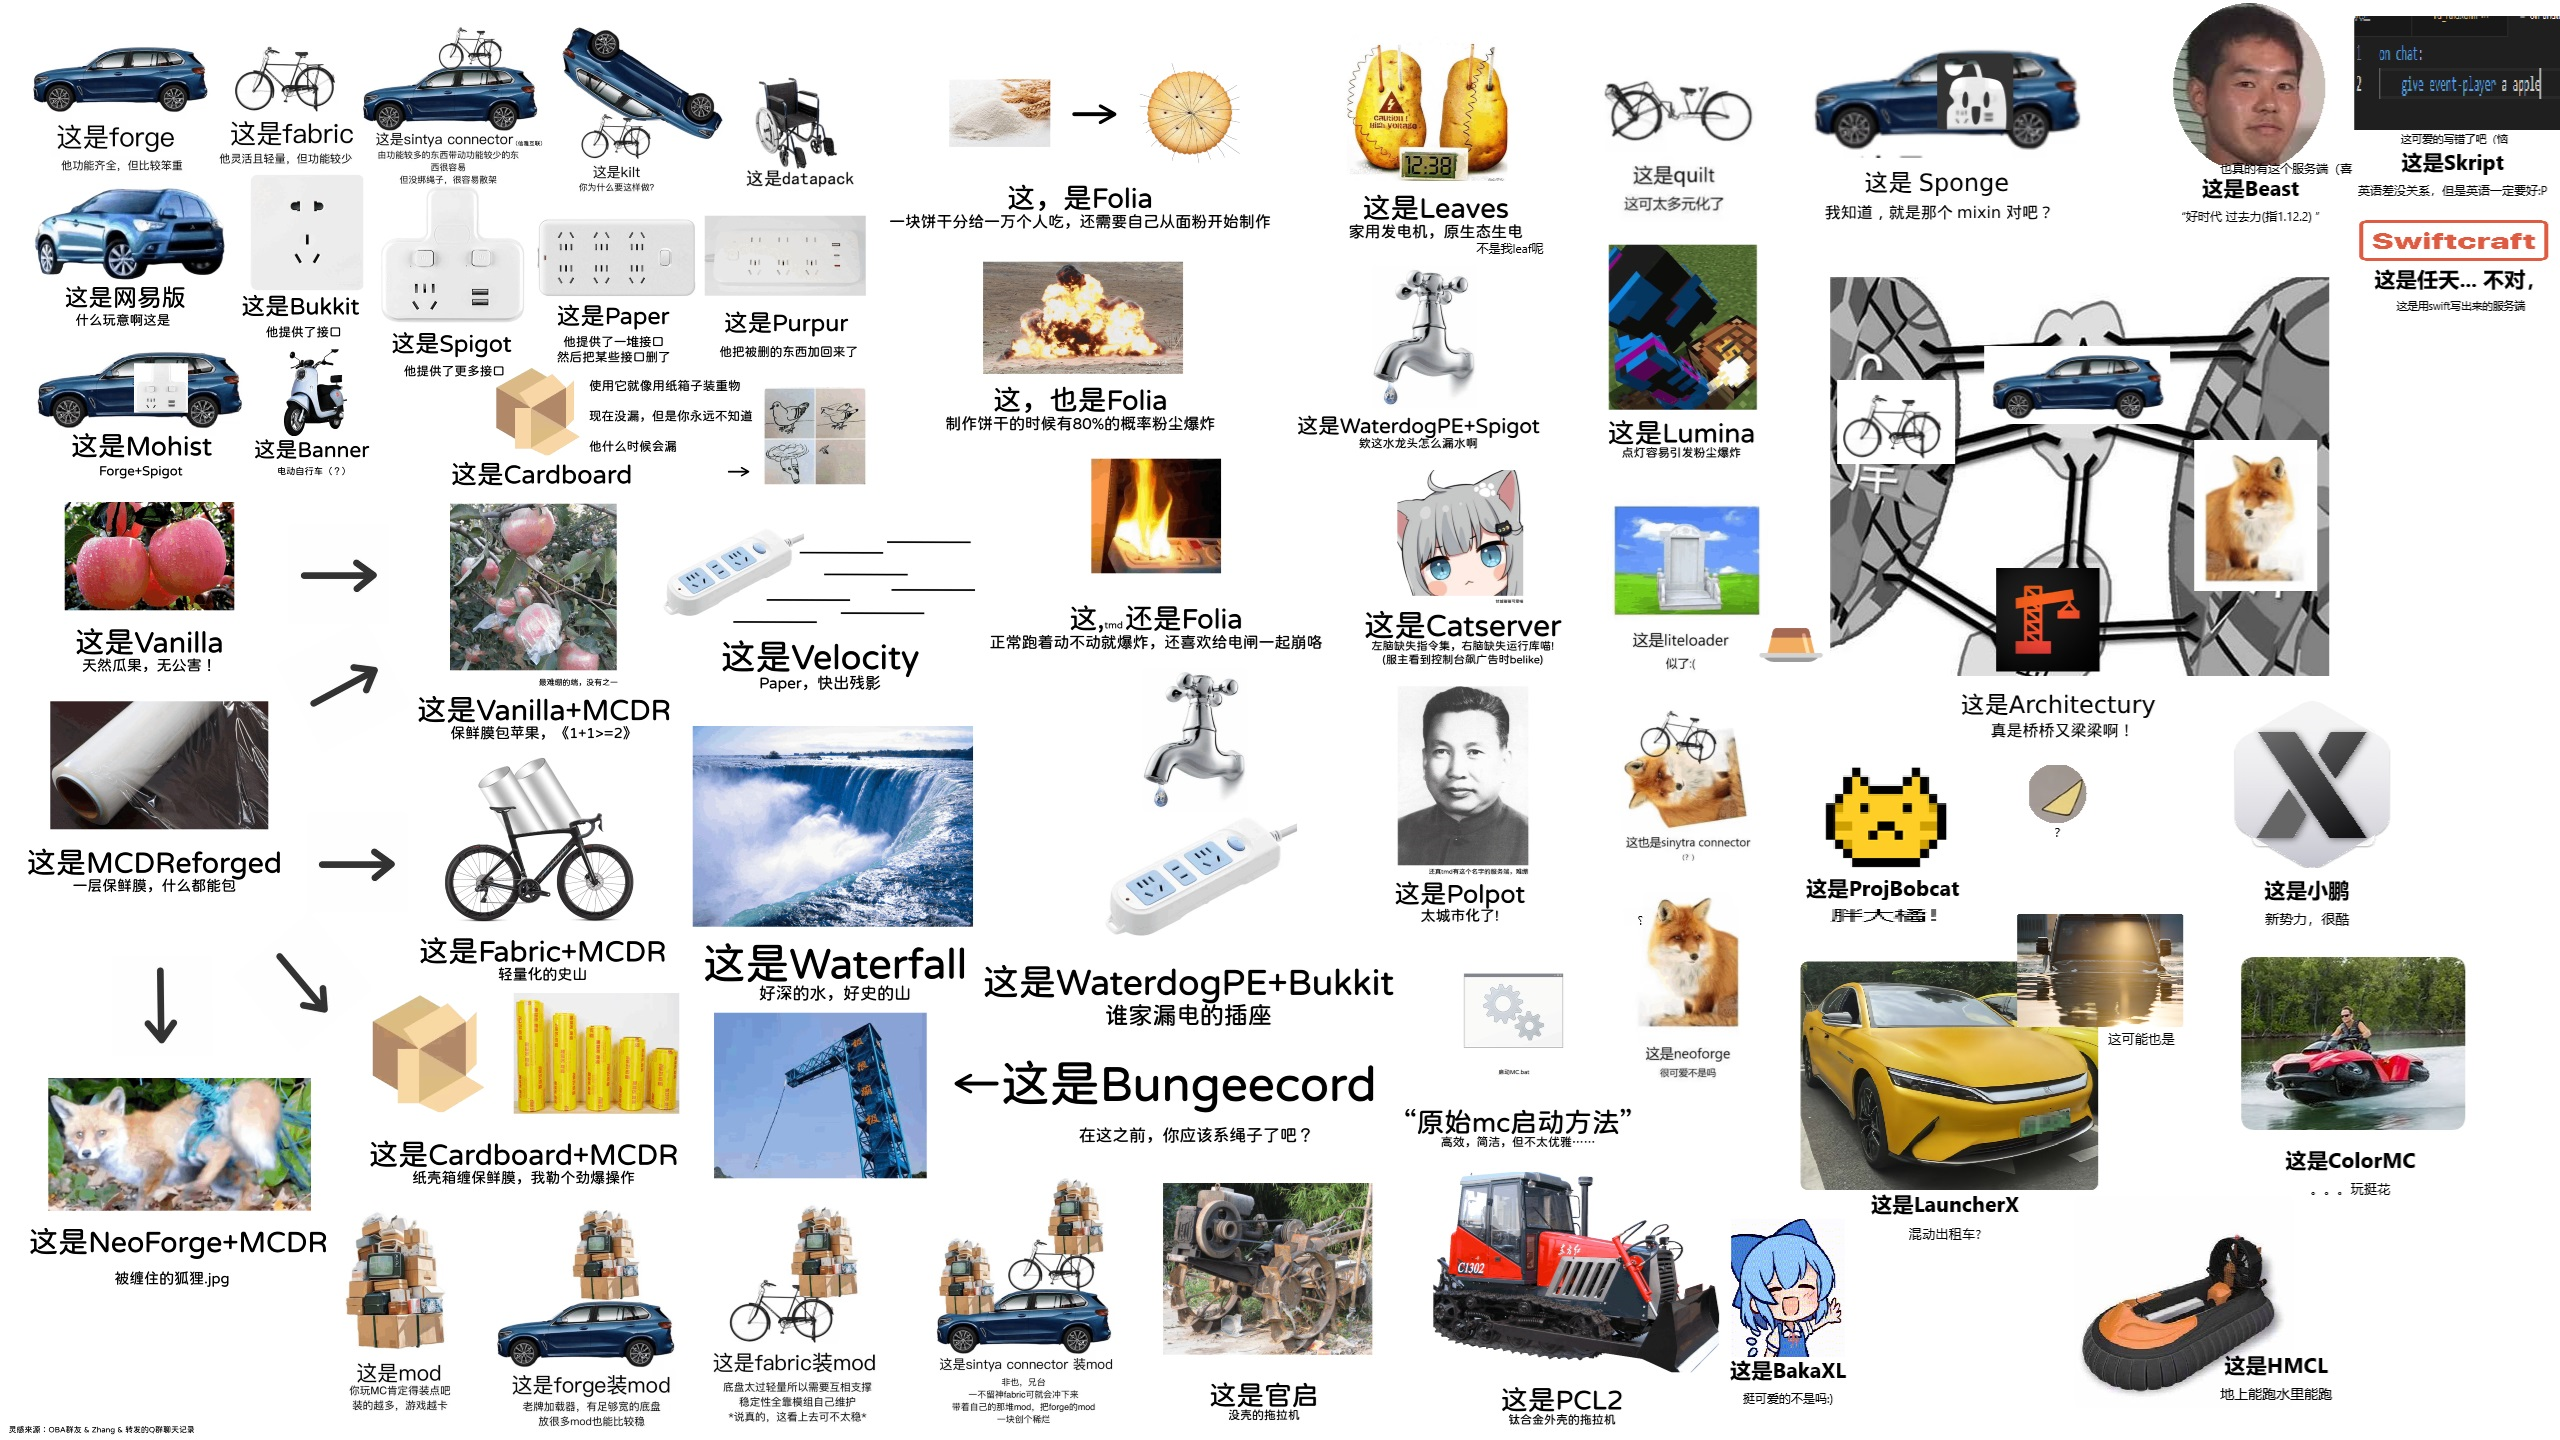 这是forge
他功能齐全，但比较笨重
这是fabric
他灵活且轻量，但功能较少
这是sintya connector(信雅互联)
由功能较多的东西带动功能较少的东
西很容易
但没绑绳子，很容易散架
这是kilt
你为什么要这样做？
这是datapack
这是网易版
什么玩意啊这是
这是Bukkit
他提供了接口
这是Spigot
他提供了更多接口
这是Paper
他提供了一堆接口
然后把某些接口删了
这是Purpur
他把被删的东西加回来了
这是Mohist
Forge+Spigot
这是Banner
电动自行车（？）
这是Cardboard
使用它就像用纸箱子装重物
现在没漏，但是你永远不知道
他什么时候会漏
这，是Folia
一块饼干分给一万个人吃，还需要自己从面粉开始制作
这，也是Folia
制作饼干的时候有80%的概率粉尘爆炸
这,tmd还是Folia
正常跑着动不动就爆炸，还喜欢给电闸一起崩咯
CAUTION!
High voltage
12:38
这是Leaves
家用发电机，原生态生电
不是我leaf呢
这是WaterdogPE+Spigot
欸这水龙头怎么漏水啊
这是Catserver
左脑缺失指令集，右脑缺失运行库喵!
(服主看到控制台飙广告时belike)
还真tmd有这个名字的服务端，难绷
这是Polpot
太城市化了!
这是quilt
这可太多元化了
这是Lumina
点灯容易引发粉尘爆炸
这是liteloader
似了:(
这也是sinytra connector
（？）
?
这是neoforge
很可爱不是吗
这是 Sponge
我知道，就是那个 mixin 对吧？
也真的有这个服务端（喜
这是Beast
“好时代 过去力(指1.12.2) ”
1 on chat:
2 give event-player a apple
这可爱的写错了吧（恼
这是Skript
英语差没关系，但是英语一定要好:P
Swiftcraft
这是任天... 不对，
这是用swift写出来的服务端
这是Architectury
真是桥桥又梁梁啊！
这是Vanilla
天然瓜果，无公害！
最难绷的端，没有之一
这是Vanilla+MCDR
保鲜膜包苹果，《1+1>=2》
这是Velocity
Paper，快出残影
这是MCDReforged
一层保鲜膜，什么都能包
这是Fabric+MCDR
轻量化的史山
这是Waterfall
好深的水，好史的山
这是WaterdogPE+Bukkit
谁家漏电的插座
←这是Bungeecord
在这之前，你应该系绳子了吧？
启动MC.bat
“原始mc启动方法”
高效，简洁，但不太优雅……
这是ProjBobcat
胖大橘!
?
这是小鹏
新势力，很酷
这可能也是
这是LauncherX
混动出租车?
这是ColorMC
。。。玩挺花
这是NeoForge+MCDR
被缠住的狐狸.jpg
这是Cardboard+MCDR
纸壳箱缠保鲜膜，我勒个劲爆操作
这是mod
你玩MC肯定得装点吧
装的越多，游戏越卡
这是forge装mod
老牌加载器，有足够宽的底盘
放很多mod也能比较稳
这是fabric装mod
底盘太过轻量所以需要互相支撑
稳定性全靠模组自己维护
*说真的，这看上去可不太稳*
这是sintya connector 装mod
非也，兄台
一不留神fabric可就会冲下来
带着自己的那堆mod，把forge的mod
一块创个稀烂
这是官启
没壳的拖拉机
C1302
这是PCL2
钛合金外壳的拖拉机
这是BakaXL
挺可爱的不是吗:)
这是HMCL
地上能跑水里能跑
灵感来源：OBA群友 & Zhang & 转发的Q群聊天记录